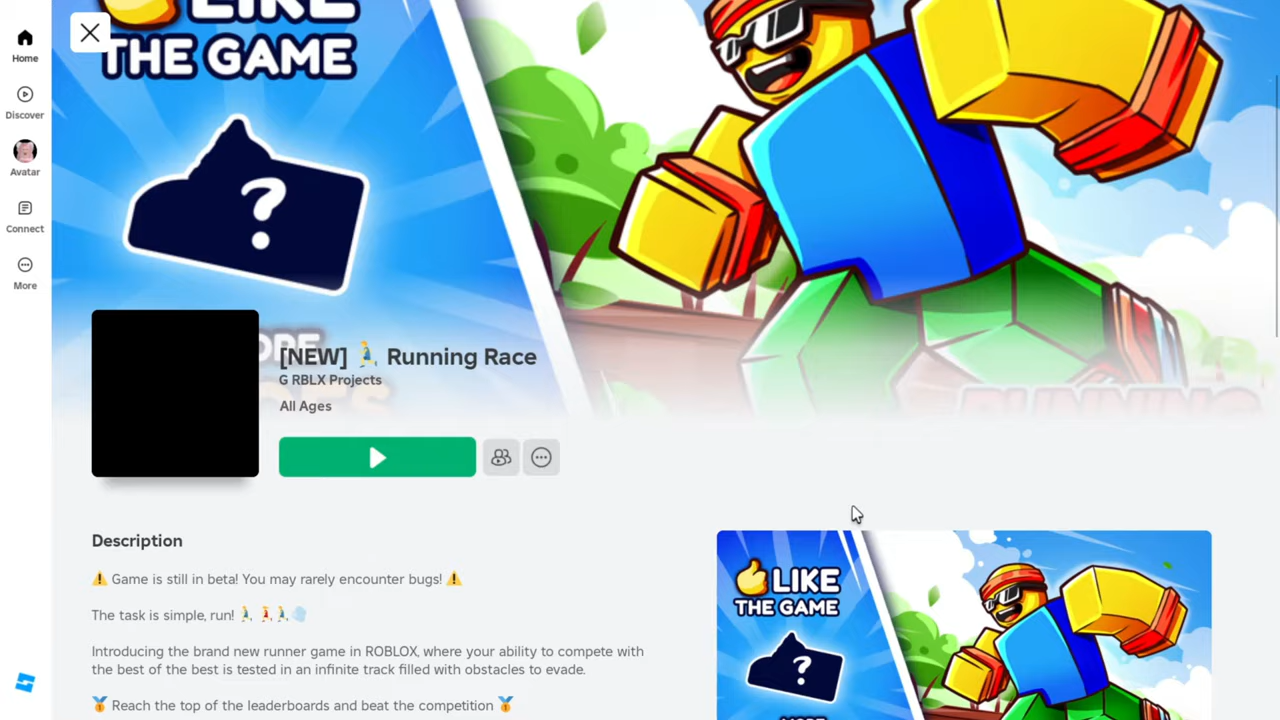 LIKE
THE GAME
?
Home
Discover
Avatar
Connect
More
[NEW] 🏃 Running Race
G RBLX Projects
All Ages
RUNNING
Description
⚠️ Game is still in beta! You may rarely encounter bugs! ⚠️
The task is simple, run! 🏃‍♂️ 💃🏃‍♂️💨
Introducing the brand new runner game in ROBLOX, where your ability to compete with
the best of the best is tested in an infinite track filled with obstacles to evade.
🥇 Reach the top of the leaderboards and beat the competition 🥇
LIKE
THE GAME
?
MORE